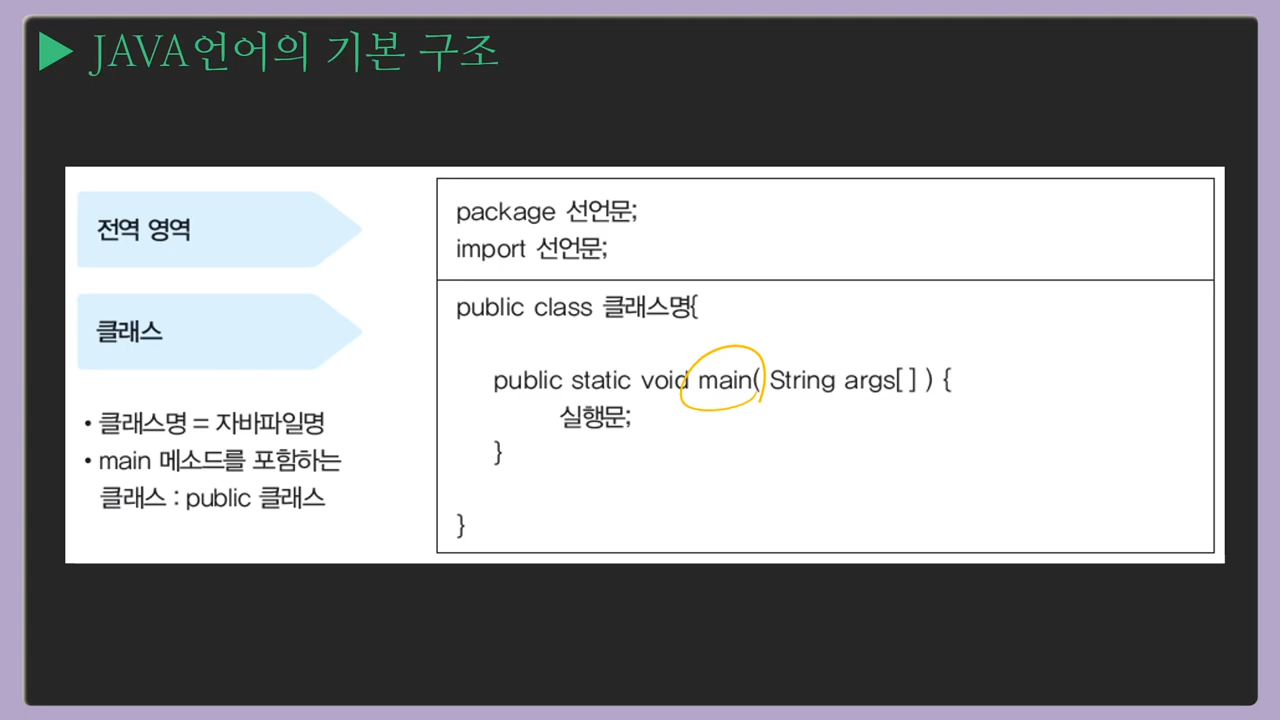 ▶ JAVA언어의 기본 구조
전역 영역
package 선언문;
import 선언문;
클래스
• 클래스명 = 자바파일명
• main 메소드를 포함하는
클래스 : public 클래스
public class 클래스명{
public static void main( String args[ ] ) {
실행문;
}
}